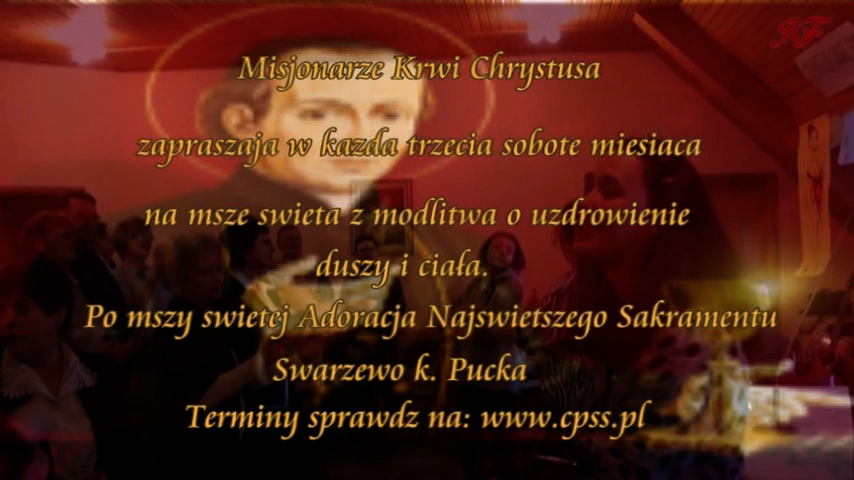 JF
Misjonarze Krwi Chrystusa
zapraszaja w kazda trzecia sobote miesiaca
na msze swieta z modlitwa o uzdrowienie
duszy i ciała.
Po mszy swietej Adoracja Najswietszego Sakramentu
Swarzewo k. Pucka
Terminy sprawdz na: www.cpss.pl